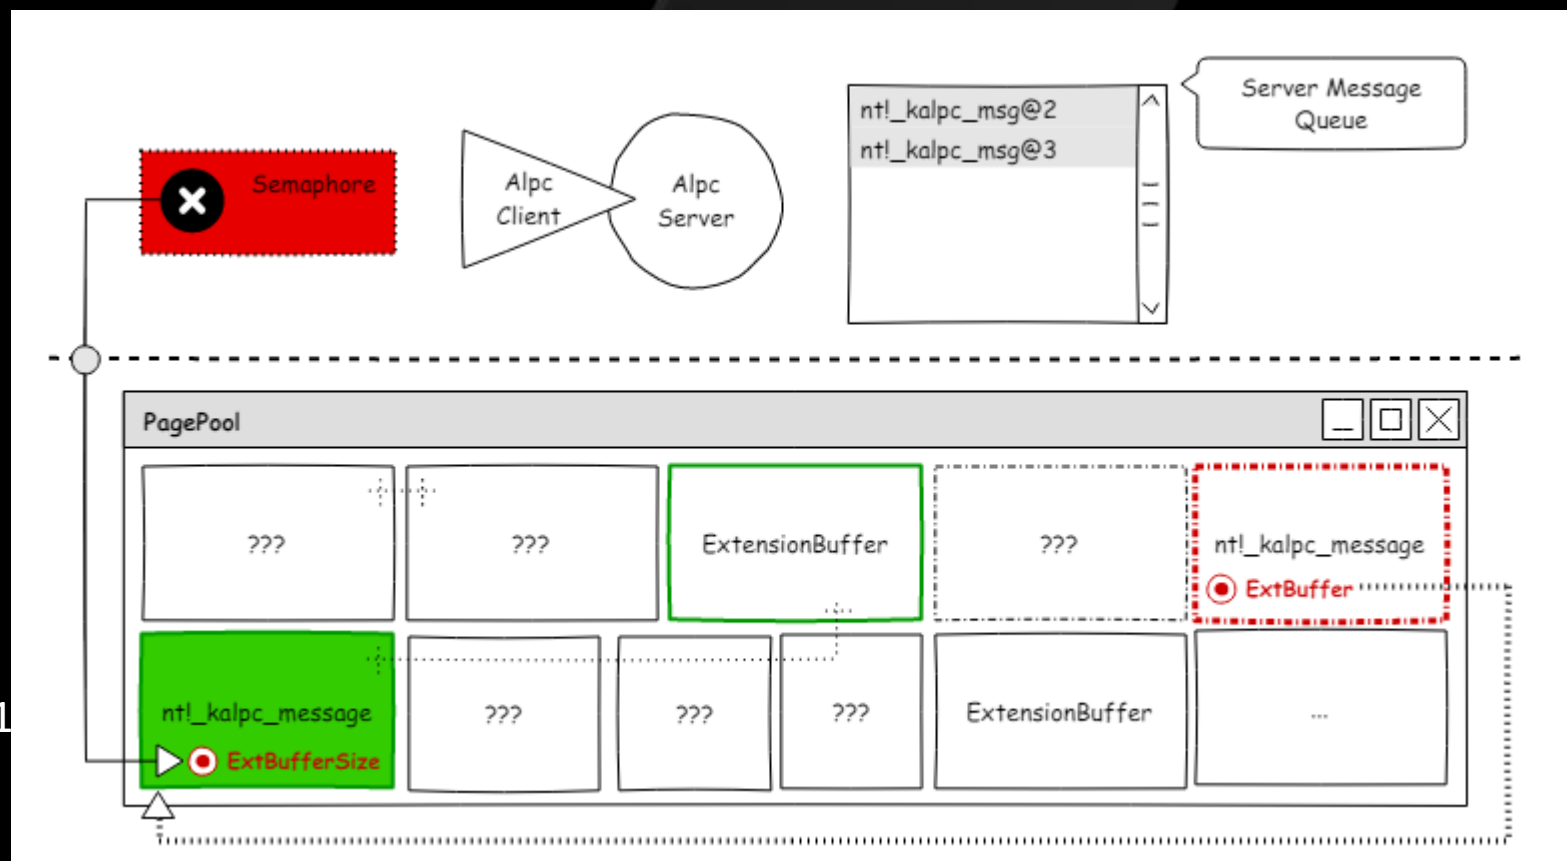 Server Message
Queue
nt!_kalpc_msg@2
nt!_kalpc_msg@3
Semaphore
Alpc
Client
Alpc
Server
PagePool
???
???
ExtensionBuffer
???
nt!_kalpc_message
ExtBuffer
nt!_kalpc_message
ExtBufferSize
???
???
???
ExtensionBuffer
...
1